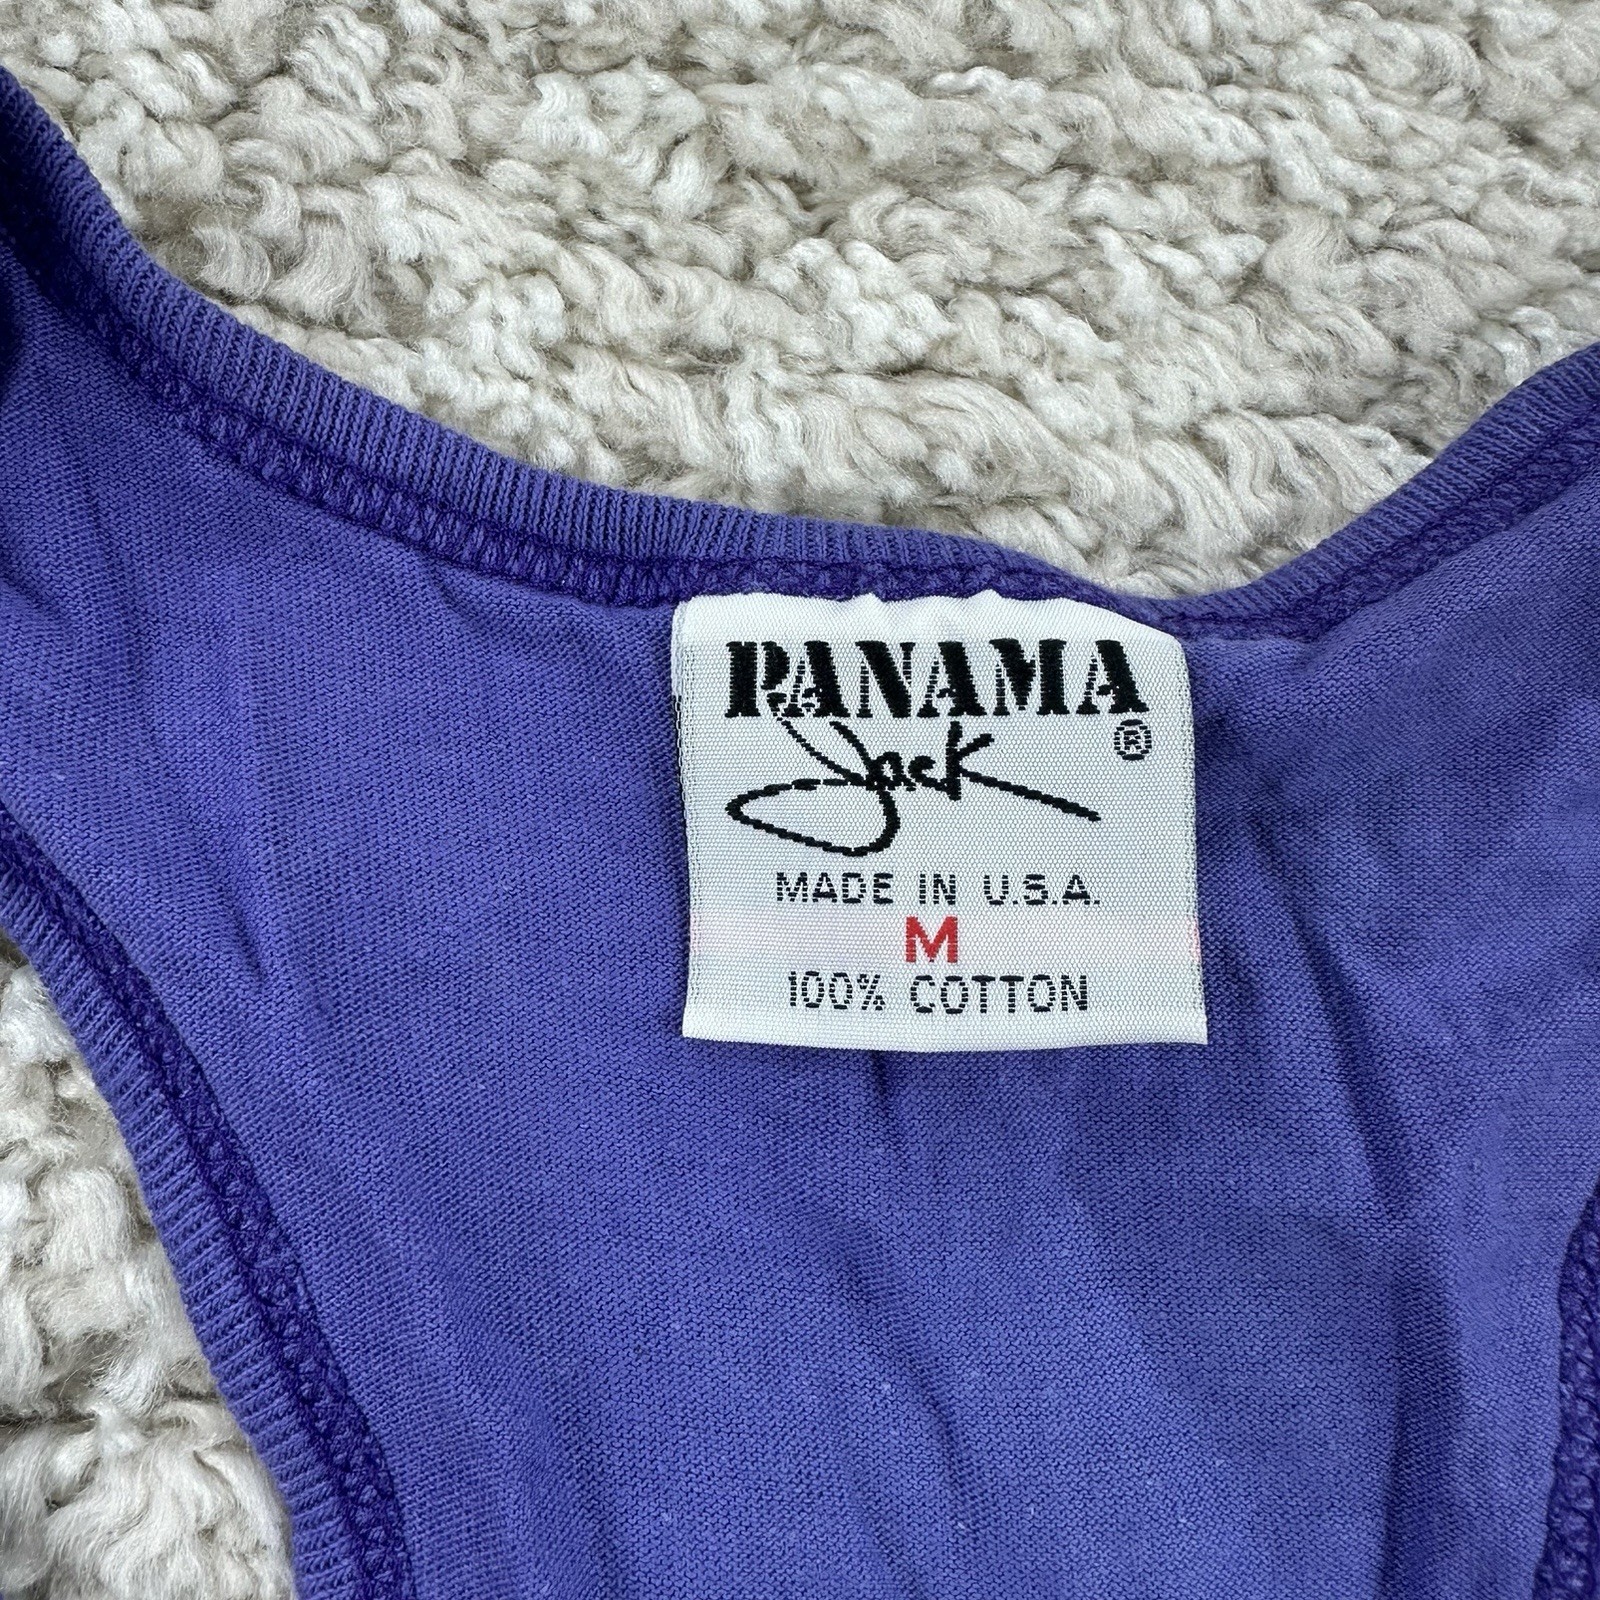 PANAMA
Jack ®
MADE IN U.S.A.
M
100% COTTON